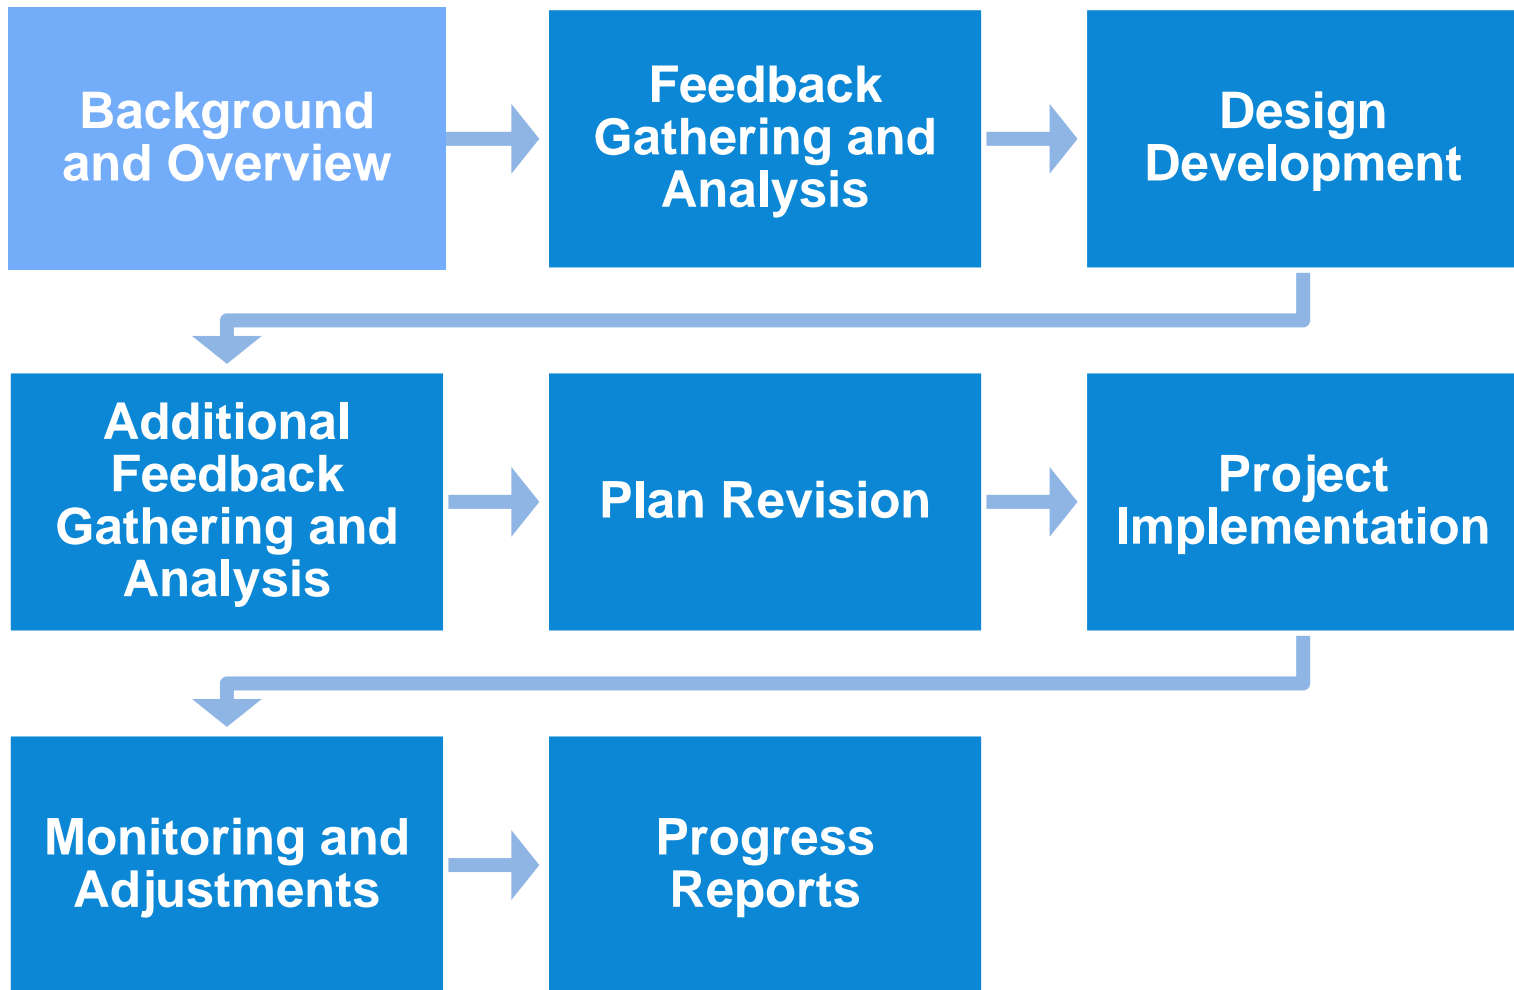 Background
and Overview
Feedback
Gathering and
Analysis
Design
Development
Additional
Feedback
Gathering and
Analysis
Plan Revision
Project
Implementation
Monitoring and
Adjustments
Progress
Reports